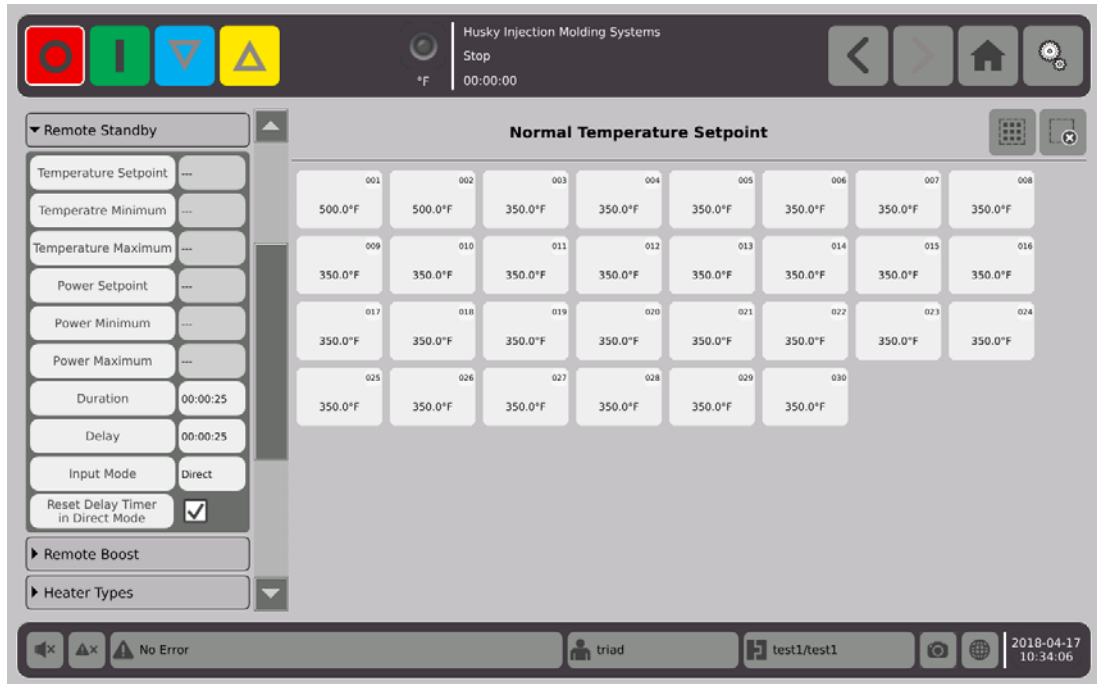 Husky Injection Molding Systems
Stop
°F 00:00:00
Remote Standby
Temperature Setpoint ---
Temperatre Minimum ---
Temperature Maximum ---
Power Setpoint ---
Power Minimum ---
Power Maximum ---
Duration 00:00:25
Delay 00:00:25
Input Mode Direct
Reset Delay Timer
in Direct Mode
Remote Boost
Heater Types
Normal Temperature Setpoint
001 002 003 004 005 006 007 008
500.0°F 500.0°F 350.0°F 350.0°F 350.0°F 350.0°F 350.0°F 350.0°F
009 010 011 012 013 014 015 016
350.0°F 350.0°F 350.0°F 350.0°F 350.0°F 350.0°F 350.0°F 350.0°F
017 018 019 020 021 022 023 024
350.0°F 350.0°F 350.0°F 350.0°F 350.0°F 350.0°F 350.0°F 350.0°F
025 026 027 028 029 030
350.0°F 350.0°F 350.0°F 350.0°F 350.0°F 350.0°F
No Error
triad
test1/test1
2018-04-17
10:34:06